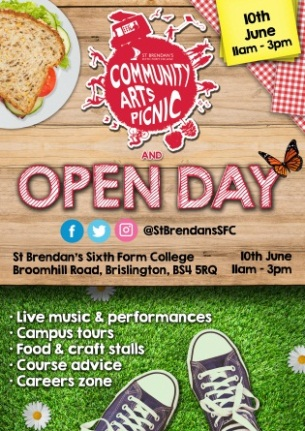 10th
June
11am - 3pm
ST. BRENDAN'S
COMMUNITY
ARTS
PICNIC
AND
OPEN DAY
@StBrendansSFC
St Brendan's Sixth Form College
Broomhill Road, Brislington, BS4 5RQ
10th June
11am - 3pm
· Live music & performances
· Campus tours
· Food & craft stalls
· Course advice
· Careers zone